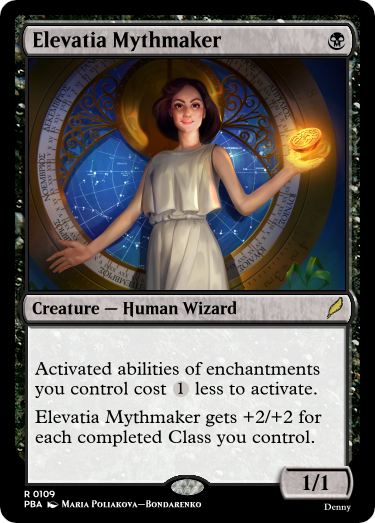 Elevatia Mythmaker
Creature — Human Wizard
Activated abilities of enchantments
you control cost 1 less to activate.
Elevatia Mythmaker gets +2/+2 for
each completed Class you control.
1/1
R 0109
PBA Maria Poliakova–Bondarenko
Denny